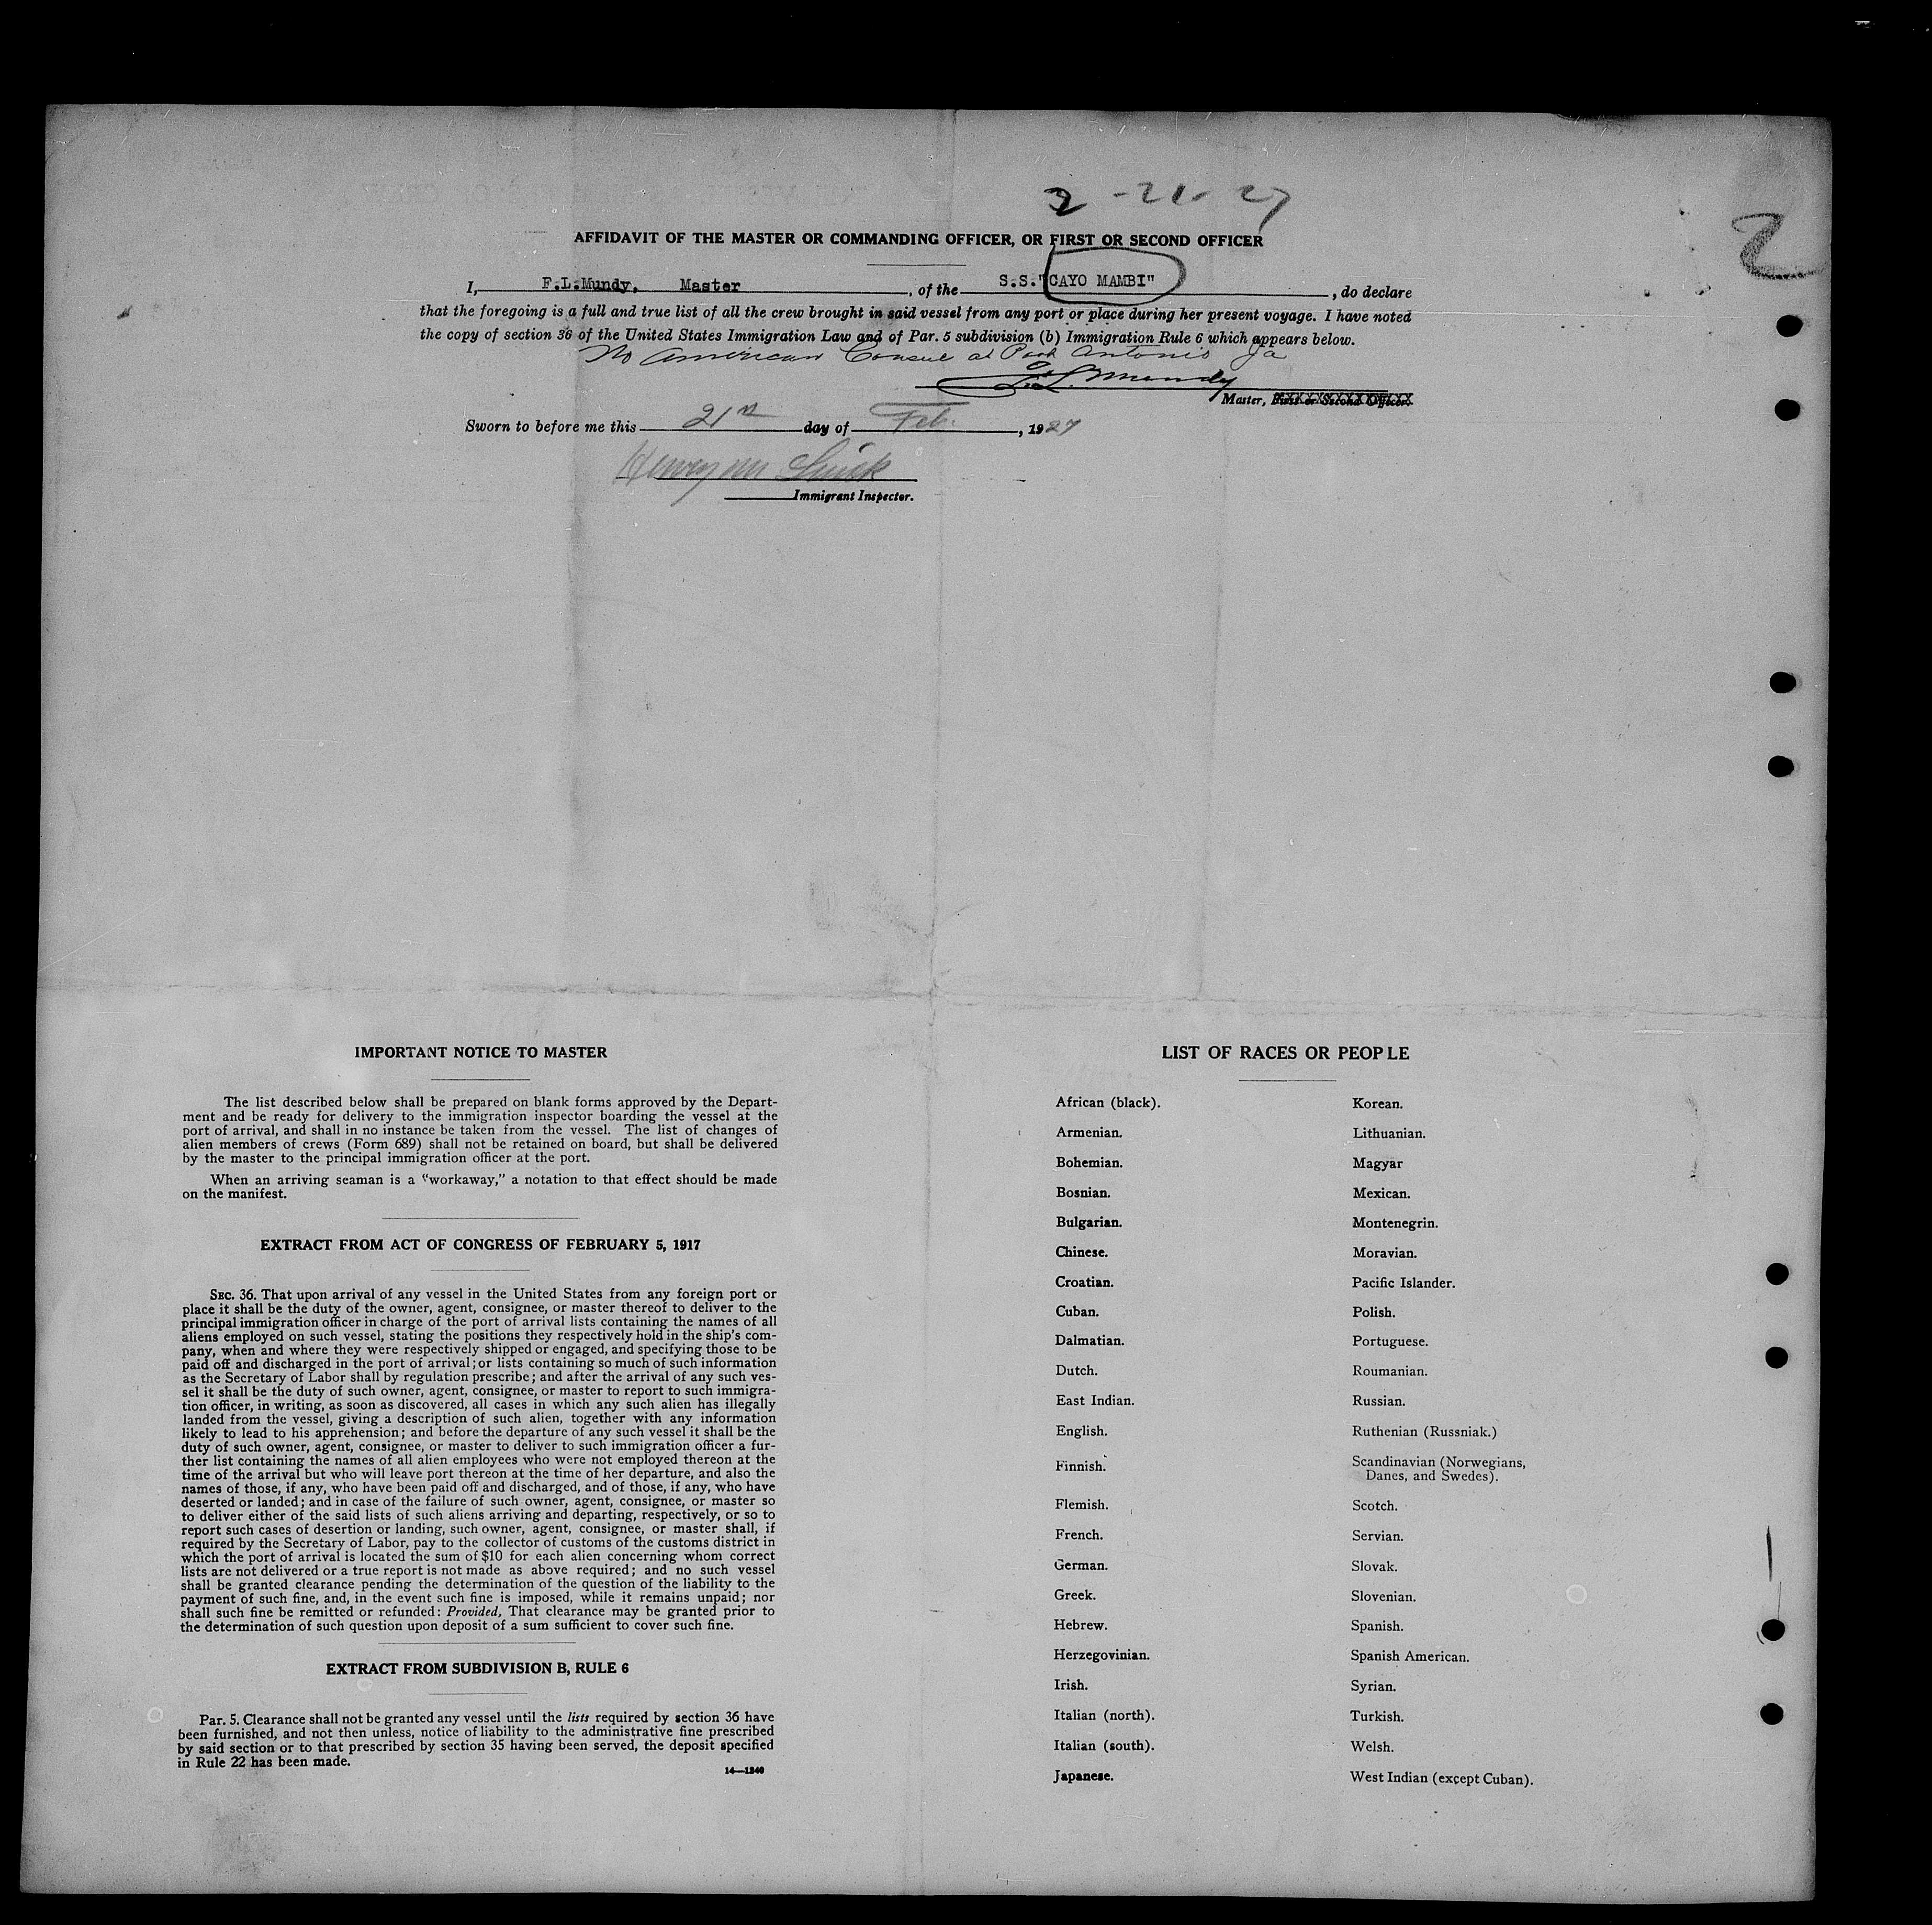 2-21-27
2
AFFIDAVIT OF THE MASTER OR COMMANDING OFFICER, OR FIRST OR SECOND OFFICER
I, F.L.Mundy, Master, of the S.S."CAYO MAMBI", do declare
that the foregoing is a full and true list of all the crew brought in said vessel from any port or place during her present voyage. I have noted
the copy of section 36 of the United States Immigration Law and of Par. 5 subdivision (b) Immigration Rule 6 which appears below.
No American Consul at Port Antonio Ja
F.L. Mundy
Master, First or Second Officer.
Sworn to before me this 21st day of Feb., 1927
Henry M
Immigrant Inspector.
IMPORTANT NOTICE TO MASTER
The list described below shall be prepared on blank forms approved by the Depart-
ment and be ready for delivery to the immigration inspector boarding the vessel at the
port of arrival, and shall in no instance be taken from the vessel. The list of changes of
alien members of crews (Form 689) shall not be retained on board, but shall be delivered
by the master to the principal immigration officer at the port.
When an arriving seaman is a "workaway," a notation to that effect should be made
on the manifest.
EXTRACT FROM ACT OF CONGRESS OF FEBRUARY 5, 1917
SEC. 36. That upon arrival of any vessel in the United States from any foreign port or
place it shall be the duty of the owner, agent, consignee, or master thereof to deliver to the
principal immigration officer in charge of the port of arrival lists containing the names of all
aliens employed on such vessel, stating the positions they respectively hold in the ship's com-
pany, when and where they were respectively shipped or engaged, and specifying those to be
paid off and discharged in the port of arrival; or lists containing so much of such information
as the Secretary of Labor shall by regulation prescribe; and after the arrival of any such ves-
sel it shall be the duty of such owner, agent, consignee, or master to report to such immigra-
tion officer, in writing, as soon as discovered, all cases in which any such alien has illegally
landed from the vessel, giving a description of such alien, together with any information
likely to lead to his apprehension; and before the departure of any such vessel it shall be the
duty of such owner, agent, consignee, or master to deliver to such immigration officer a fur-
ther list containing the names of all alien employees who were not employed thereon at the
time of the arrival but who will leave port thereon at the time of her departure, and also the
names of those, if any, who have been paid off and discharged, and of those, if any, who have
deserted or landed; and in case of the failure of such owner, agent, consignee, or master so
to deliver either of the said lists of such aliens arriving and departing, respectively, or so to
report such cases of desertion or landing, such owner, agent, consignee, or master shall, if
required by the Secretary of Labor, pay to the collector of customs of the customs district in
which the port of arrival is located the sum of $10 for each alien concerning whom correct
lists are not delivered or a true report is not made as above required; and no such vessel
shall be granted clearance pending the determination of the question of the liability to the
payment of such fine, and, in the event such fine is imposed, while it remains unpaid; nor
shall such fine be remitted or refunded: Provided, That clearance may be granted prior to
the determination of such question upon deposit of a sum sufficient to cover such fine.
EXTRACT FROM SUBDIVISION B, RULE 6
Par. 5. Clearance shall not be granted any vessel until the lists required by section 36 have
been furnished, and not then unless, notice of liability to the administrative fine prescribed
by said section or to that prescribed by section 35 having been served, the deposit specified
in Rule 22 has been made.
14—1240
LIST OF RACES OR PEOPLE
African (black).
Armenian.
Bohemian.
Bosnian.
Bulgarian.
Chinese.
Croatian.
Cuban.
Dalmatian.
Dutch.
East Indian.
English.
Finnish.
Flemish.
French.
German.
Greek.
Hebrew.
Herzegovinian.
Irish.
Italian (north).
Italian (south).
Japanese.
Korean.
Lithuanian.
Magyar
Mexican.
Montenegrin.
Moravian.
Pacific Islander.
Polish.
Portuguese.
Roumanian.
Russian.
Ruthenian (Russniak.)
Scandinavian (Norwegians,
Danes, and Swedes).
Scotch.
Servian.
Slovak.
Slovenian.
Spanish.
Spanish American.
Syrian.
Turkish.
Welsh.
West Indian (except Cuban).